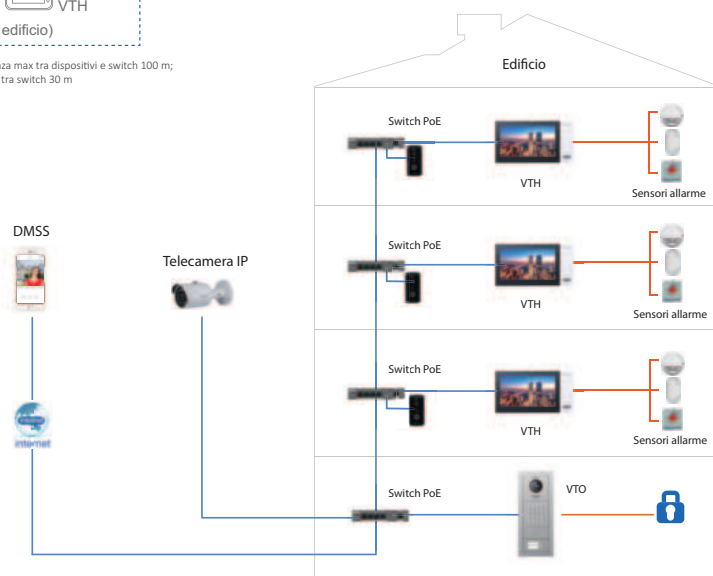 VTH
edificio)
nza max tra dispositivi e switch 100 m;
tra switch 30 m
Edificio
Switch PoE
VTH
Sensori allarme
DMSS
Telecamera IP
Switch PoE
VTH
Sensori allarme
Switch PoE
VTH
Sensori allarme
internet
Switch PoE
VTO